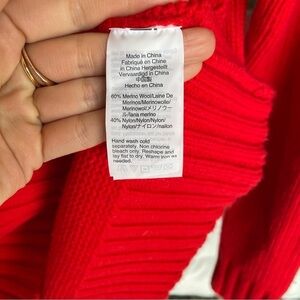 Made in China
Fabriqué en Chine
in China Hergestellt
Vervaardigd in China
中国製
Hecho en China
60% Merino Wool/Laine De
Merinos/Merinowolle/
Merinowol/メリノウー
ル/lana merino
40% Nylon/Nylon/Nylon/
Nylon/ナイロン/nailon
Hand wash cold
separately. Non chlorine
bleach only. Reshape and
lay flat to dry. Warm